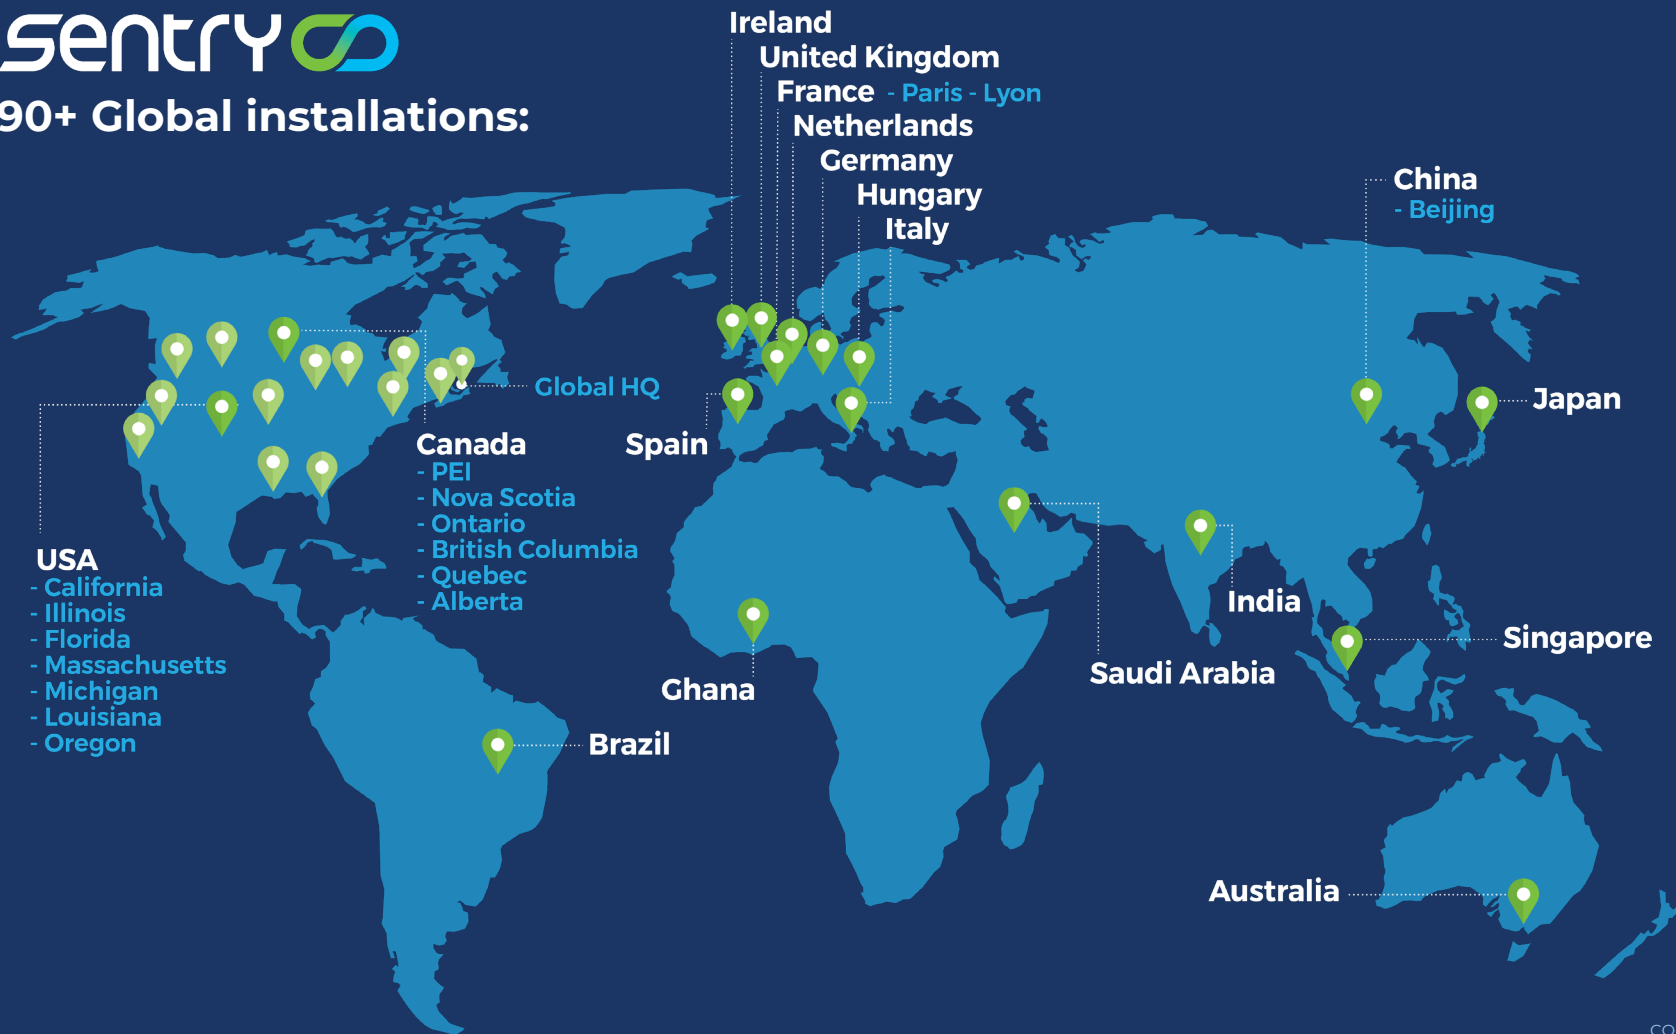 sentry
90+ Global installations:
Ireland
United Kingdom
France - Paris - Lyon
Netherlands
Germany
Hungary
Italy
China
- Beijing
Global HQ
Japan
Spain
Canada
- PEI
- Nova Scotia
- Ontario
- British Columbia
- Quebec
- Alberta
USA
- California
- Illinois
- Florida
- Massachusetts
- Michigan
- Louisiana
- Oregon
India
Singapore
Saudi Arabia
Ghana
Brazil
Australia